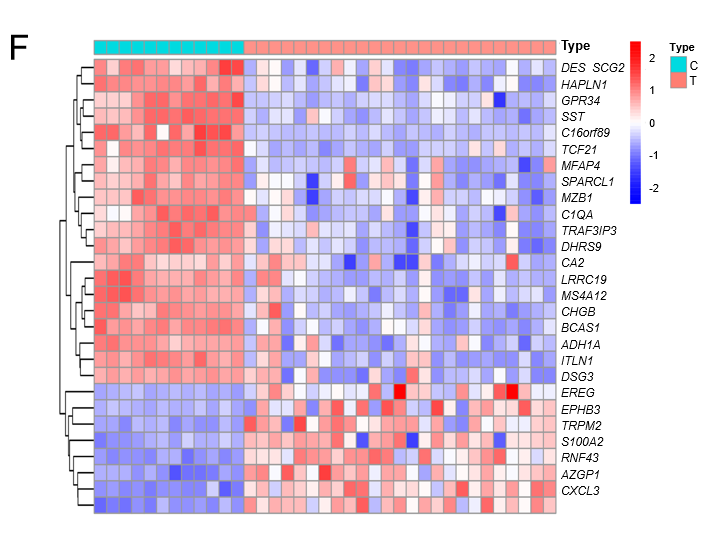 F
Type
DES SCG2
HAPLN1
GPR34
SST
C16orf89
TCF21
MFAP4
SPARCL1
MZB1
C1QA
TRAF3IP3
DHRS9
CA2
LRRC19
MS4A12
CHGB
BCAS1
ADH1A
ITLN1
DSG3
EREG
EPHB3
TRPM2
S100A2
RNF43
AZGP1
CXCL3
2
1
0
-1
-2
Type
C
T